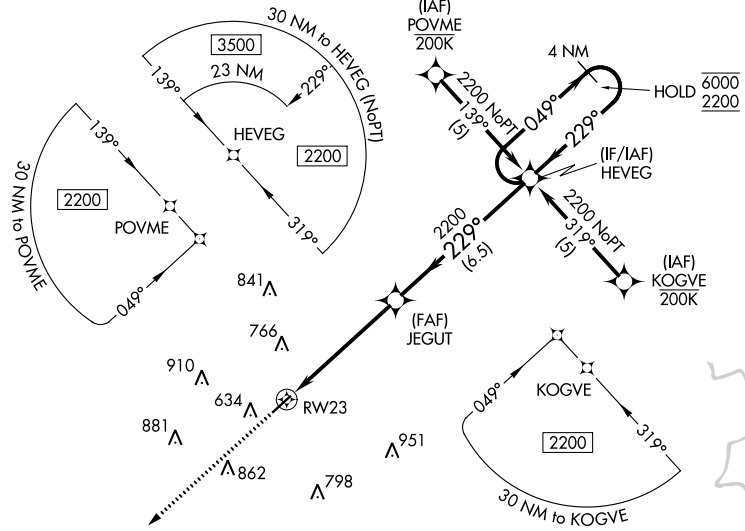 30 NM to HEVEG (NoPT)
3500
23 NM
139°
229°
HEVEG
2200
319°
139°
30 NM to POVME
2200
POVME
049°
(IAF)
POVME
200K
2200 NoPT
139°
(5)
4 NM
049°
229°
HOLD
6000
2200
(IF/IAF)
HEVEG
2200 NoPT
319°
(5)
(IAF)
KOGVE
200K
2200
229°
(6.5)
(FAF)
JEGUT
841
766
910
634
881
862
798
951
RW23
049°
KOGVE
2200
319°
30 NM to KOGVE